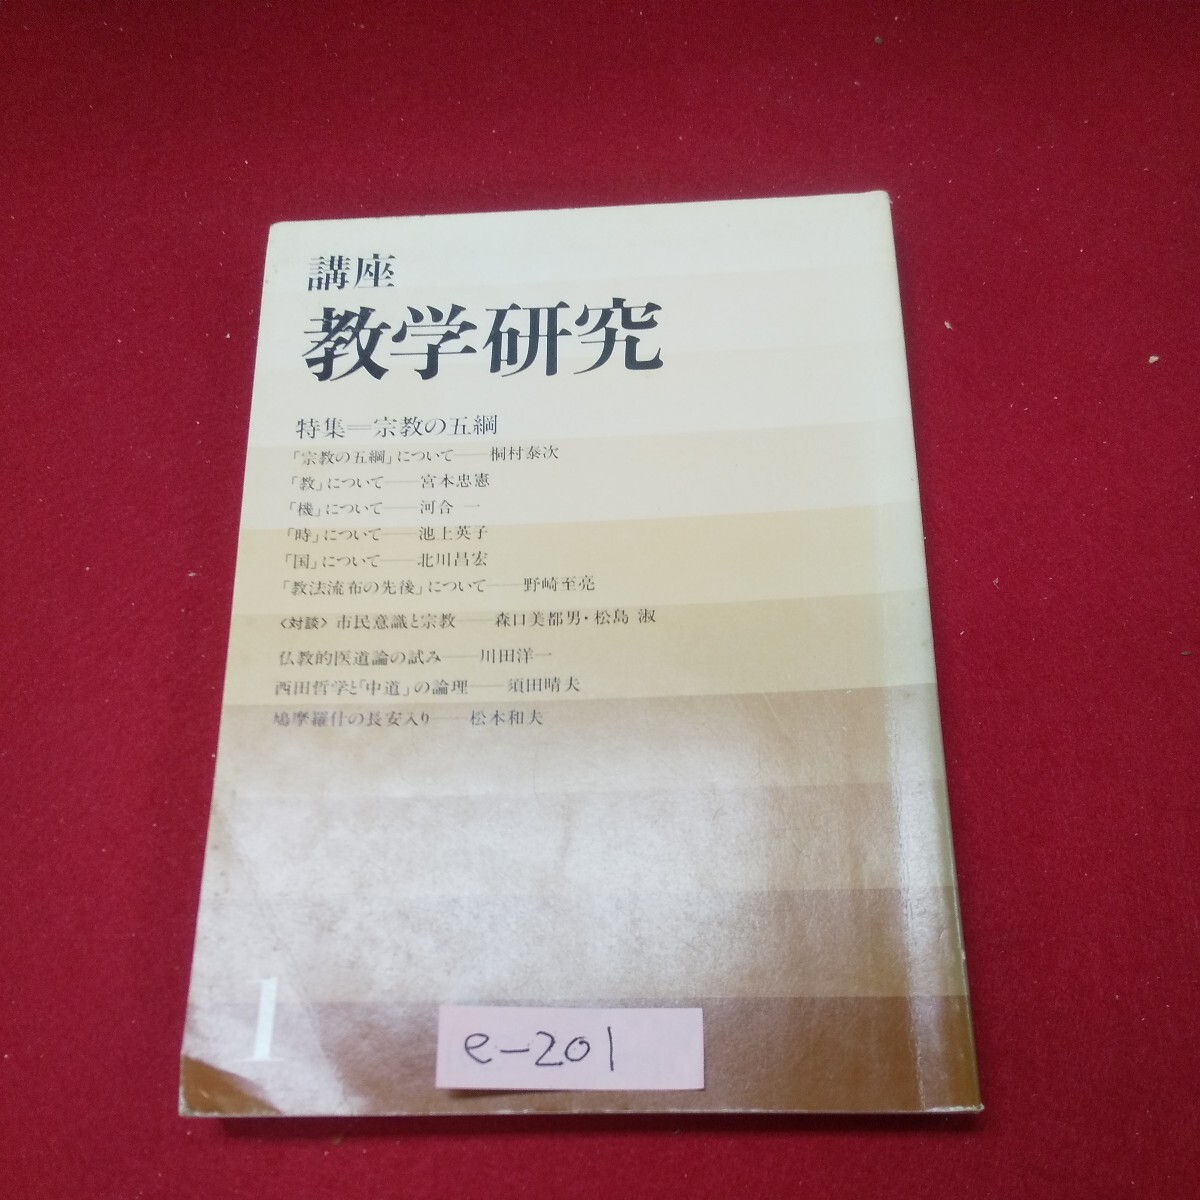 講座
教学研究
特集＝宗教の五綱
「宗教の五綱」について──桐村泰次
「教」について──宮本忠憲
「機」について──河合 一
「時」について──池上英子
「国」について──北川昌宏
「教法流布の先後」について──野崎至亮
〈対談〉市民意識と宗教──森口美都男・松島 淑
仏教的医道論の試み──川田洋一
西田哲学と「中道」の論理──須田晴夫
鳩摩羅什の長安入り──松本和夫
1
e-201